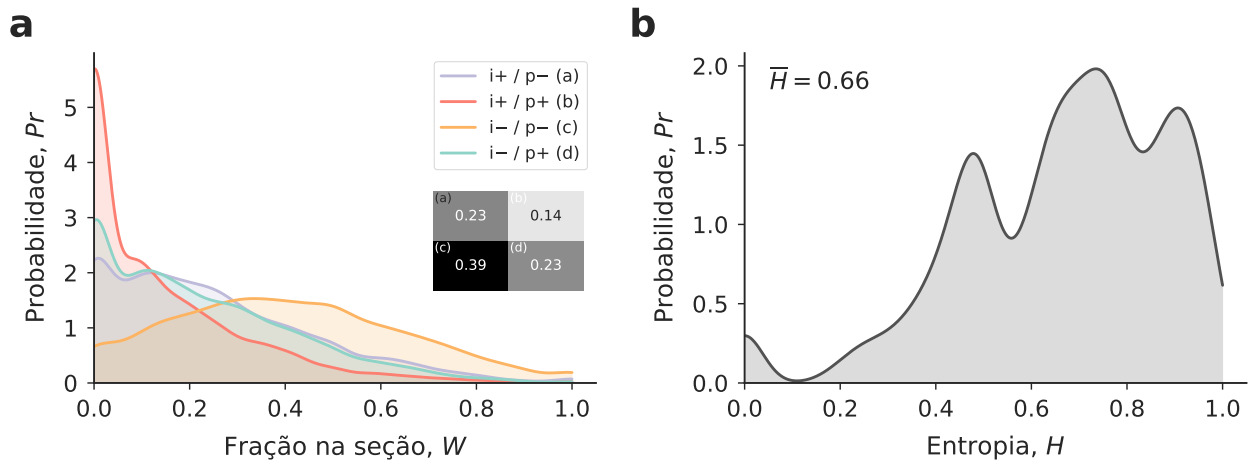 a
Probabilidade, Pr
5
4
3
2
1
0
0.0 0.2 0.4 0.6 0.8 1.0
Fração na seção, W
i+ / p− (a)
i+ / p+ (b)
i− / p− (c)
i− / p+ (d)
(a) (b)
0.23 0.14
(c) (d)
0.39 0.23
b
Probabilidade, Pr
2.0
1.5
1.0
0.5
0.0
H̅ = 0.66
0.0 0.2 0.4 0.6 0.8 1.0
Entropia, H